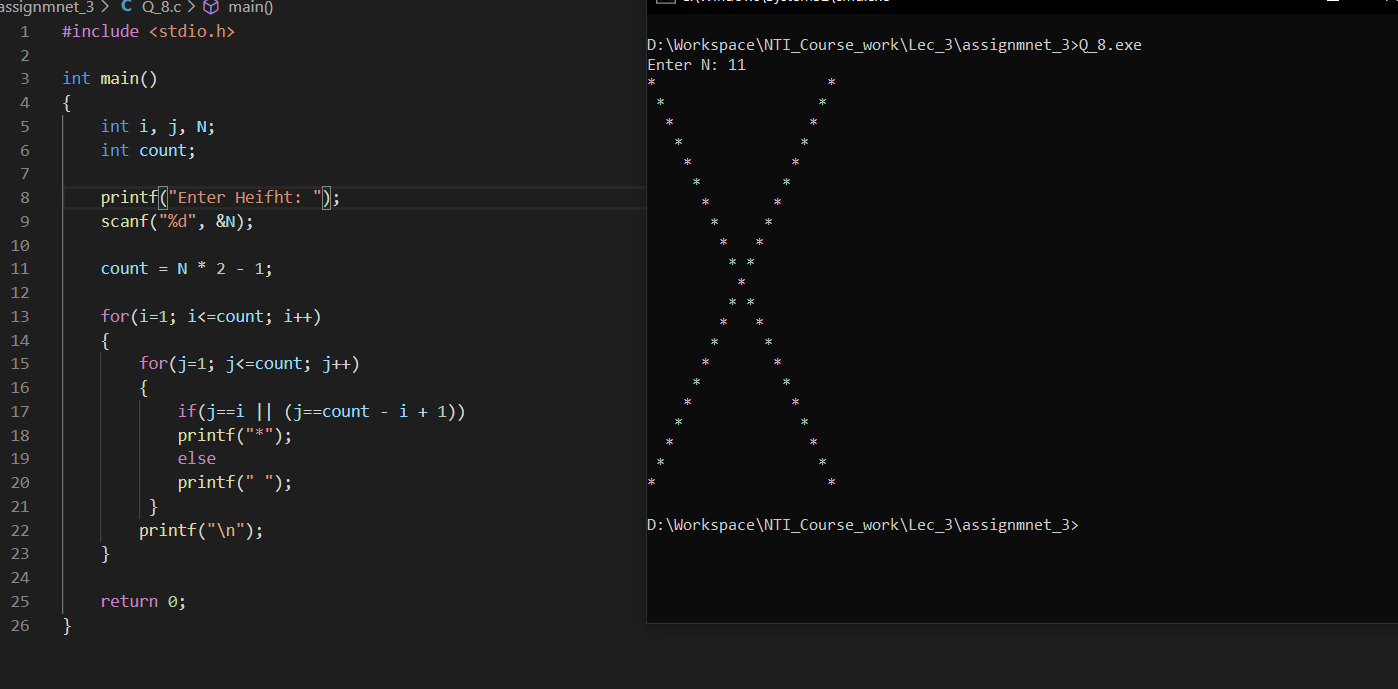 assignmnet_3 > C Q_8.c > main()
1 #include <stdio.h>
2
3 int main()
4 {
5     int i, j, N;
6     int count;
7
8     printf("Enter Heifht: ");
9     scanf("%d", &N);
10
11     count = N * 2 - 1;
12
13     for(i=1; i<=count; i++)
14     {
15         for(j=1; j<=count; j++)
16         {
17             if(j==i || (j==count - i + 1))
18             printf("*");
19             else
20             printf(" ");
21          }
22         printf("\n");
23     }
24
25     return 0;
26 }
D:\Workspace\NTI_Course_work\Lec_3\assignmnet_3>Q_8.exe
Enter N: 11
*                   *
 *                 *
  *               *
   *             *
    *           *
     *         *
      *       *
       *     *
        *   *
         * *
          *
         * *
        *   *
       *     *
      *       *
     *         *
    *           *
   *             *
  *               *
 *                 *
*                   *
D:\Workspace\NTI_Course_work\Lec_3\assignmnet_3>